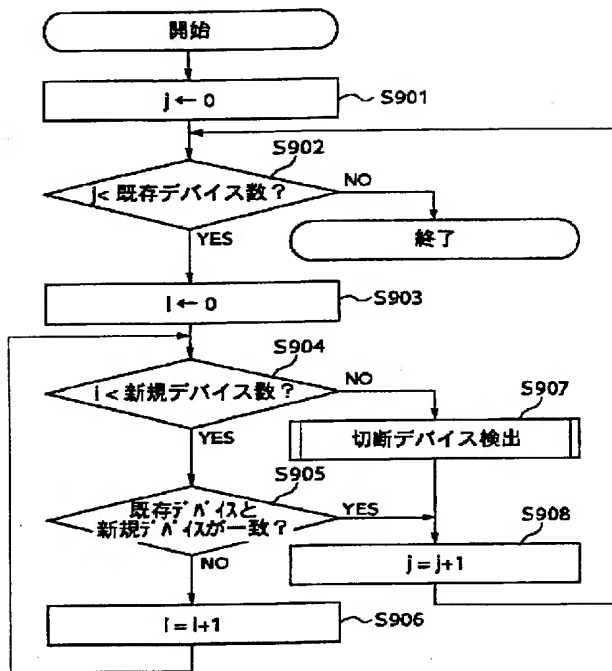 開始
j ← 0
S901
S902
j< 既存デバイス数?
NO
YES
終了
i ← 0
S903
S904
i < 新規デバイス数?
NO
YES
S907
切断デバイス検出
S905
既存デバイスと
新規デバイスが一致?
YES
NO
S908
j = j+1
i = i+1
S906